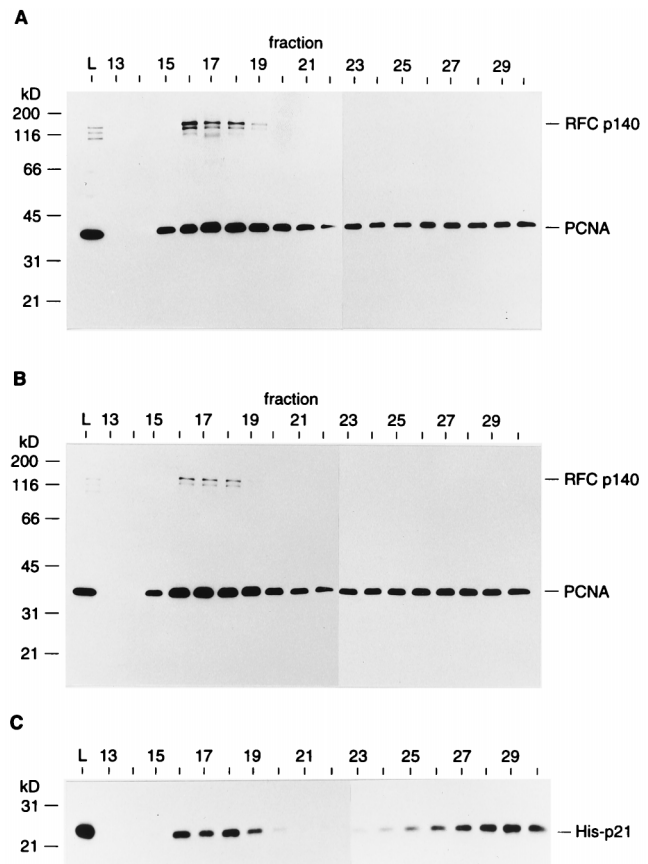 A
fraction
L 13 15 17 19 21 23 25 27 29
kD
200
116
66
45
31
21
RFC p140
PCNA
B
fraction
L 13 15 17 19 21 23 25 27 29
kD
200
116
66
45
31
21
RFC p140
PCNA
C
L 13 15 17 19 21 23 25 27 29
kD
31
21
His-p21